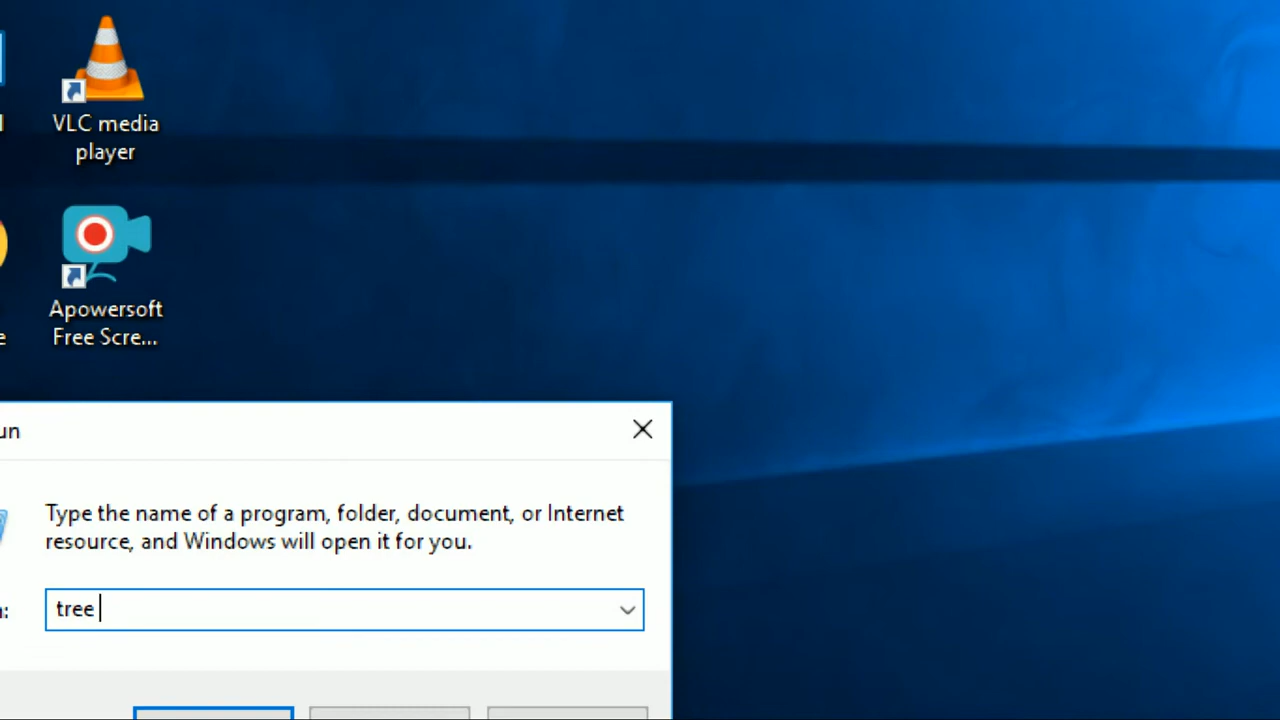 VLC media
player
Apowersoft
Free Scre...
un
Type the name of a program, folder, document, or Internet
resource, and Windows will open it for you.
tree